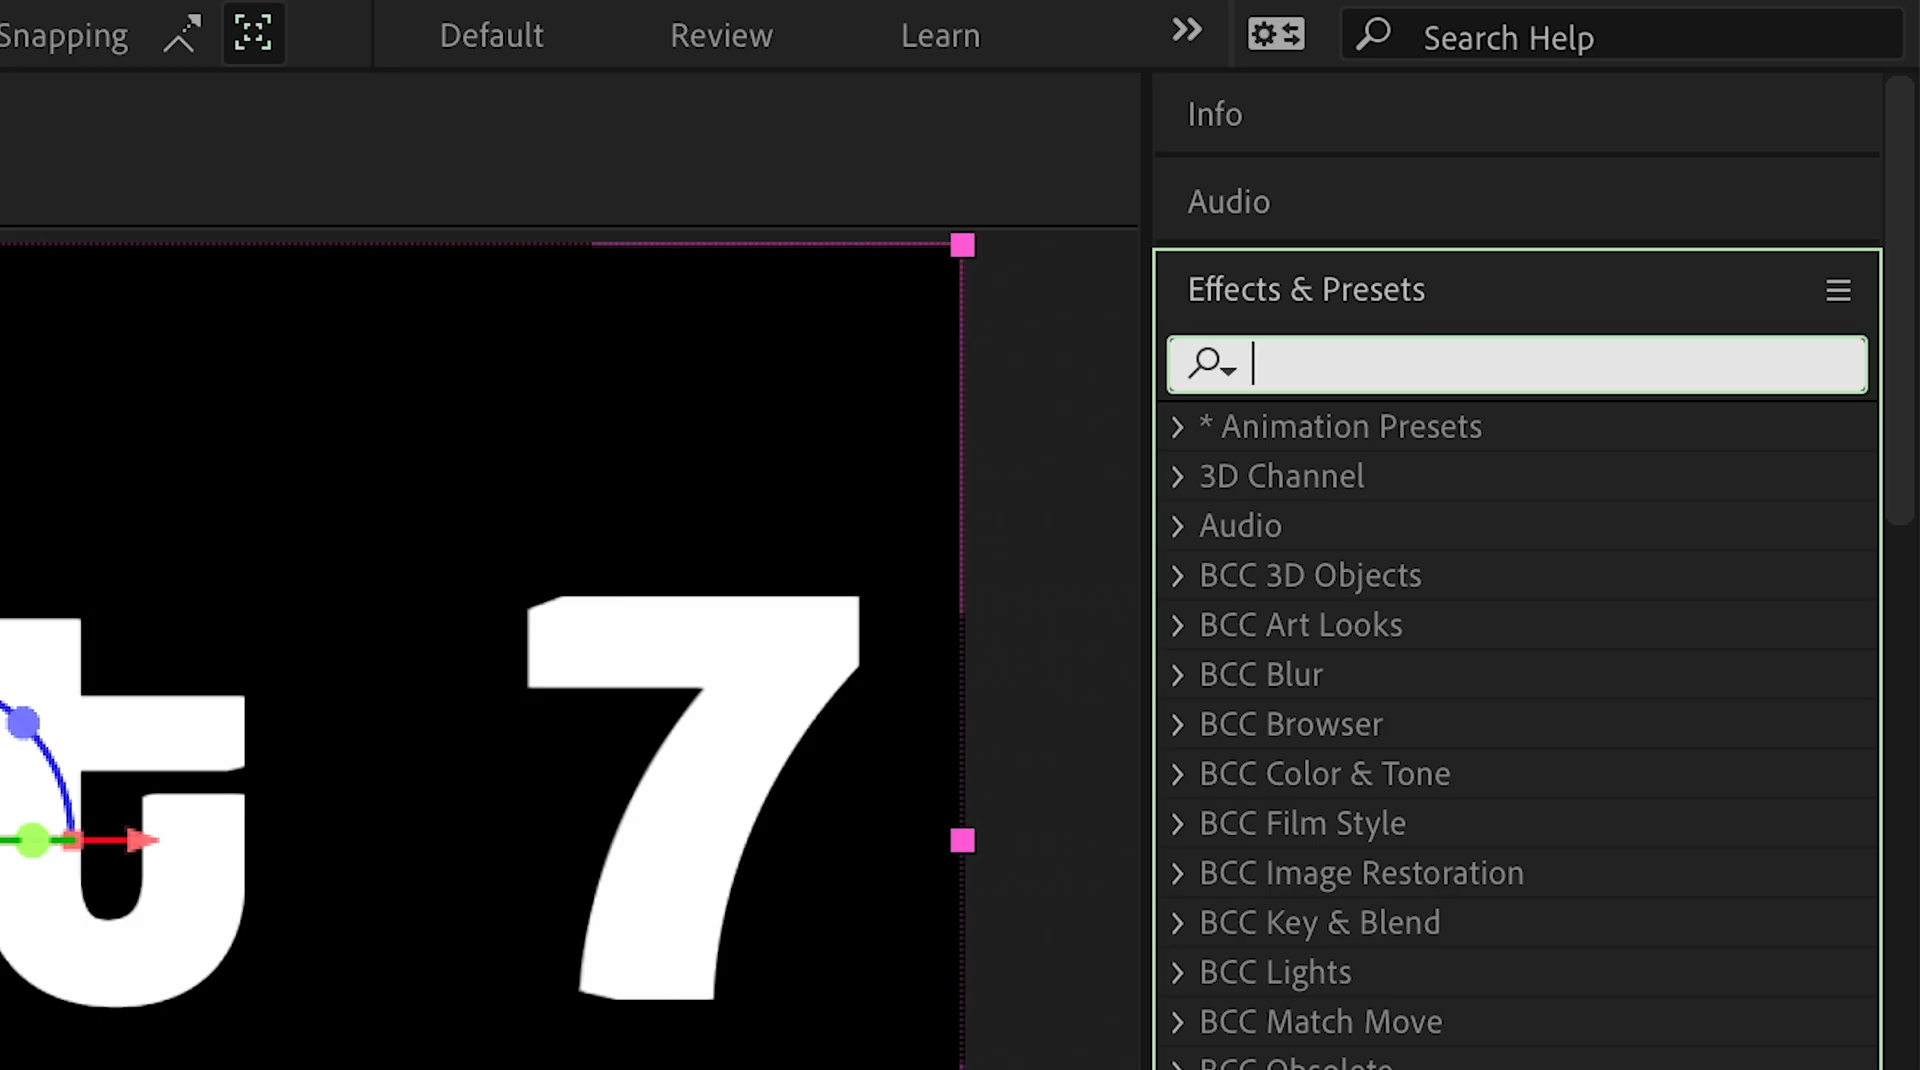 Snapping
Default
Review
Learn
Search Help
Info
Audio
Effects & Presets
* Animation Presets
3D Channel
Audio
BCC 3D Objects
BCC Art Looks
BCC Blur
BCC Browser
BCC Color & Tone
BCC Film Style
BCC Image Restoration
BCC Key & Blend
BCC Lights
BCC Match Move
BCC Obsolete
t 7